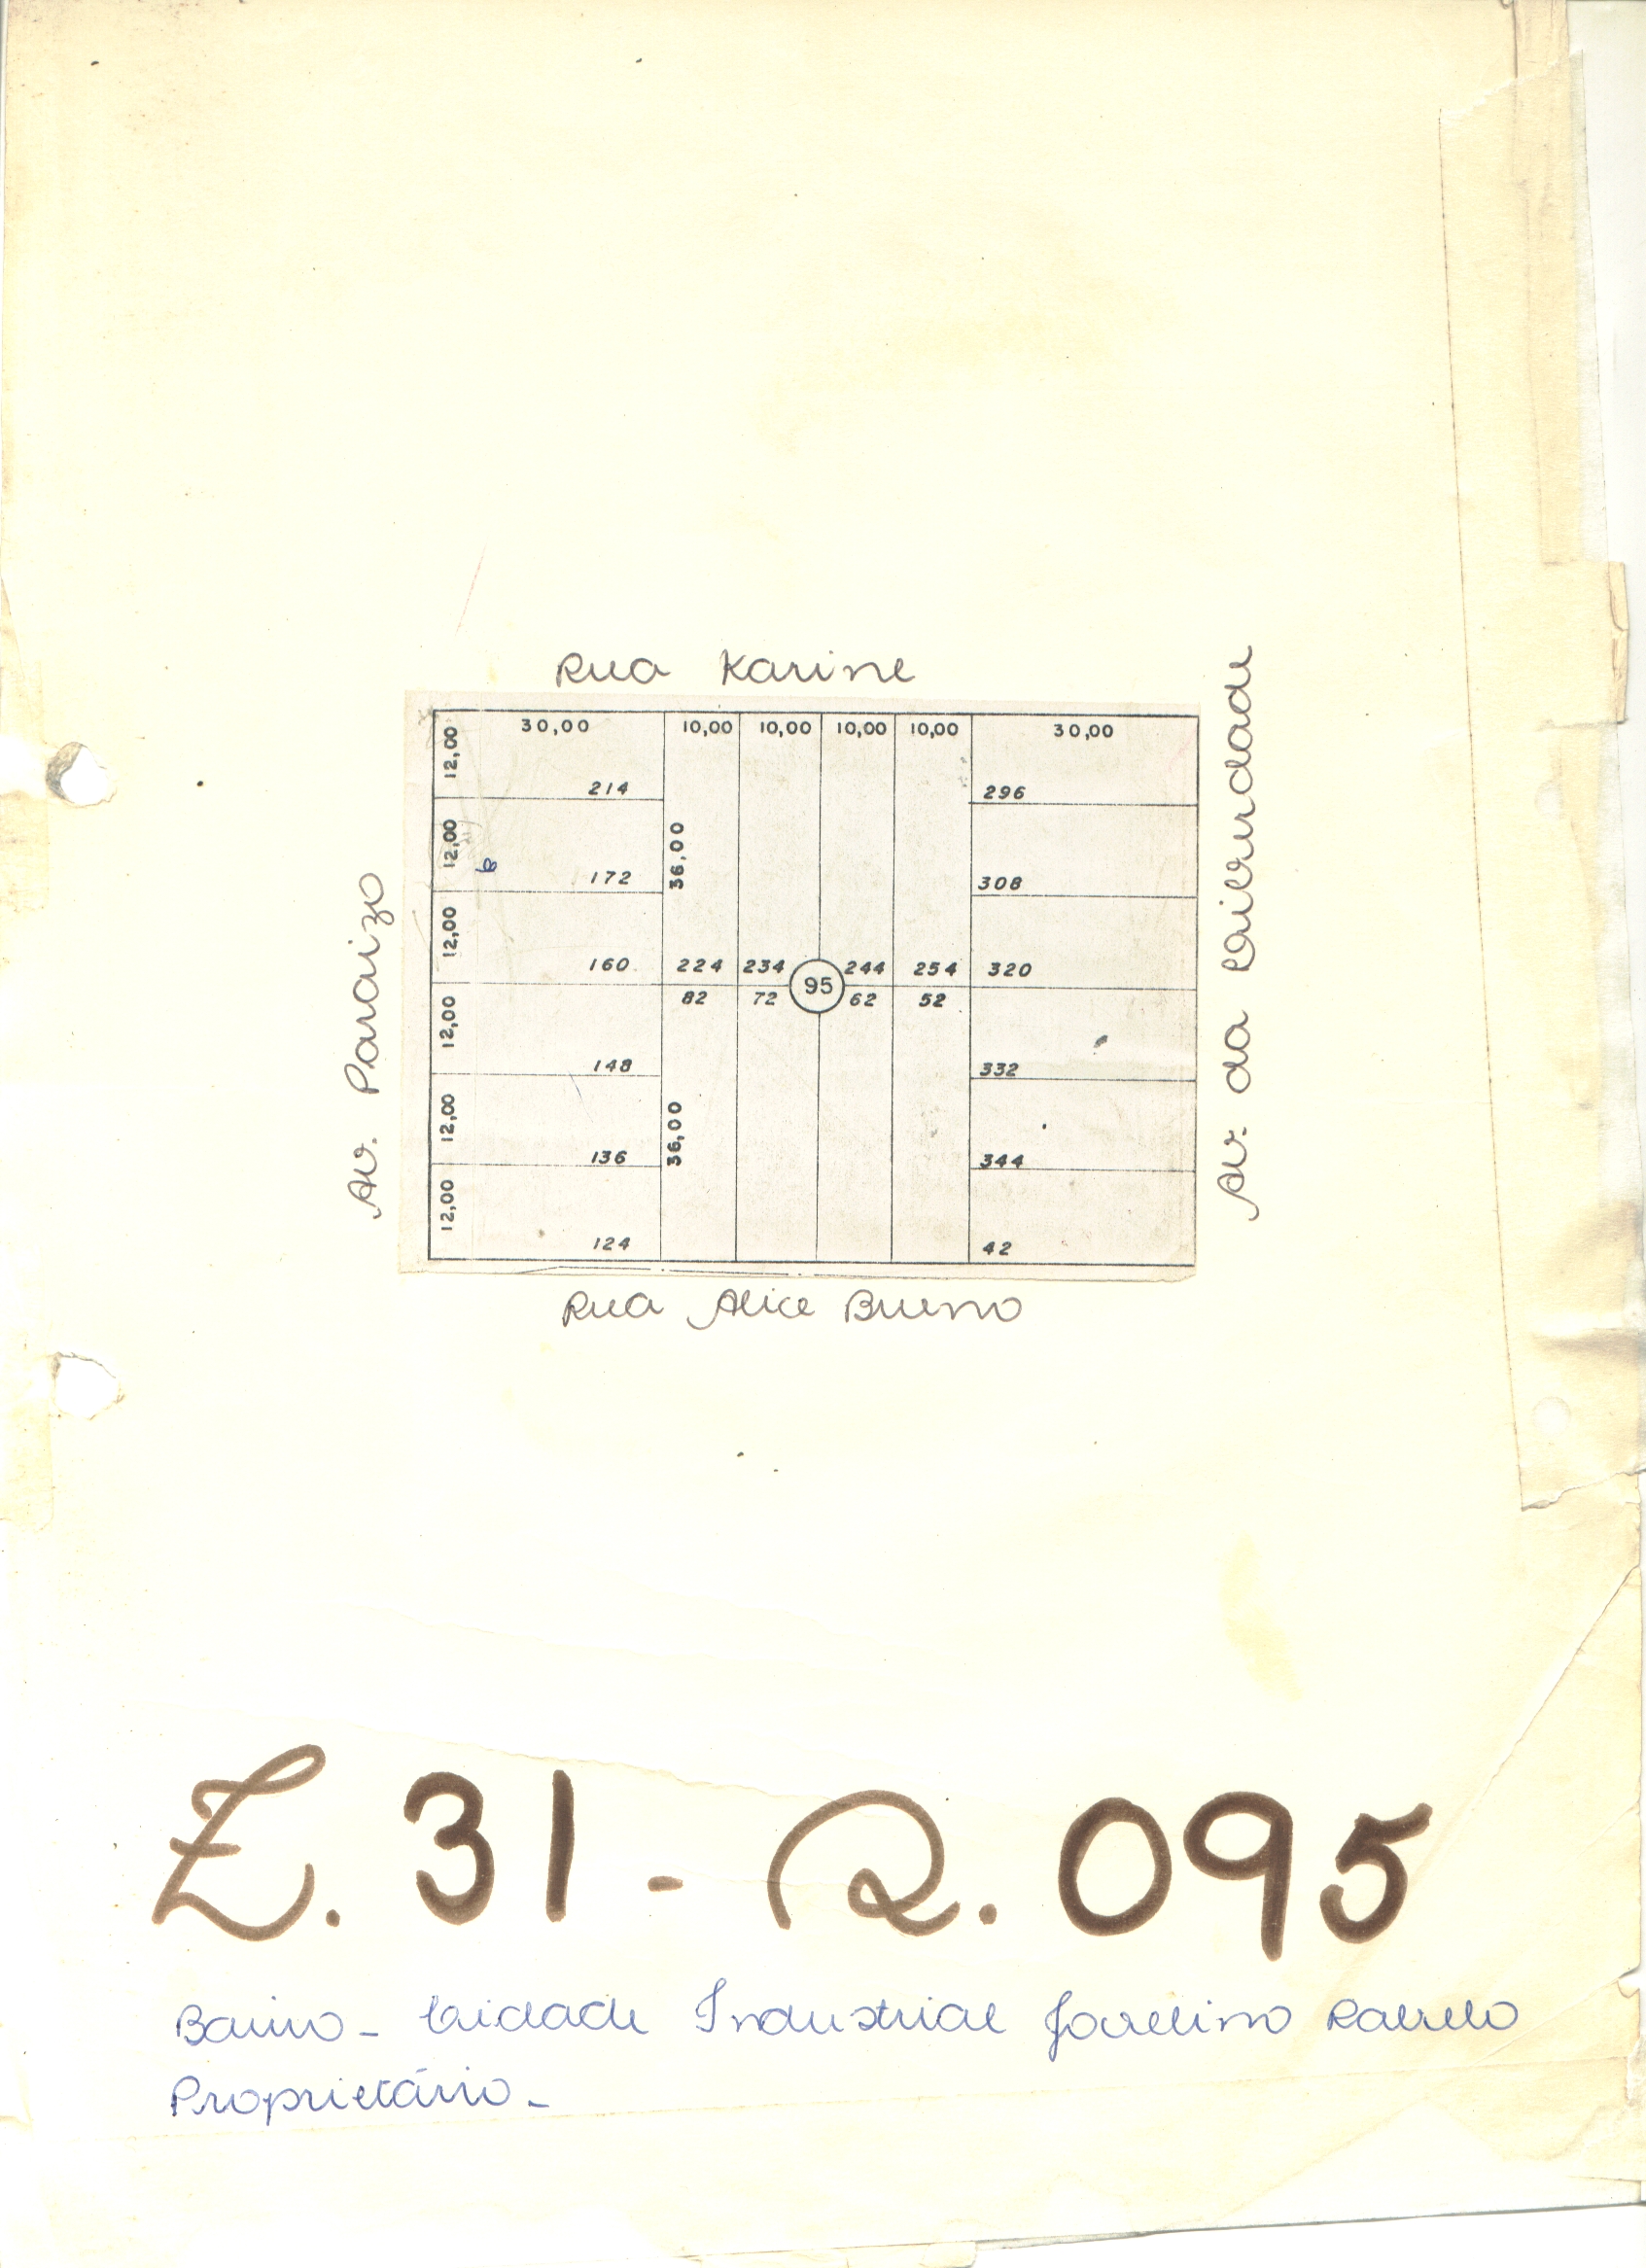 Rua Karine
30,00 10,00 10,00 10,00 10,00 30,00
12,00
214 296
12,00 36,00
172 308
12,00
160 224 234 244 254 320
95
82 72 62 52
12,00
148 332
12,00 36,00
136 344
12,00
124 42
Av. Paraizo
Av. da Liberdade
Rua Alice Bueno
Z. 31 - Q. 095
Bairro - Cidade Industrial Jovelino Rabelo
Proprietário -